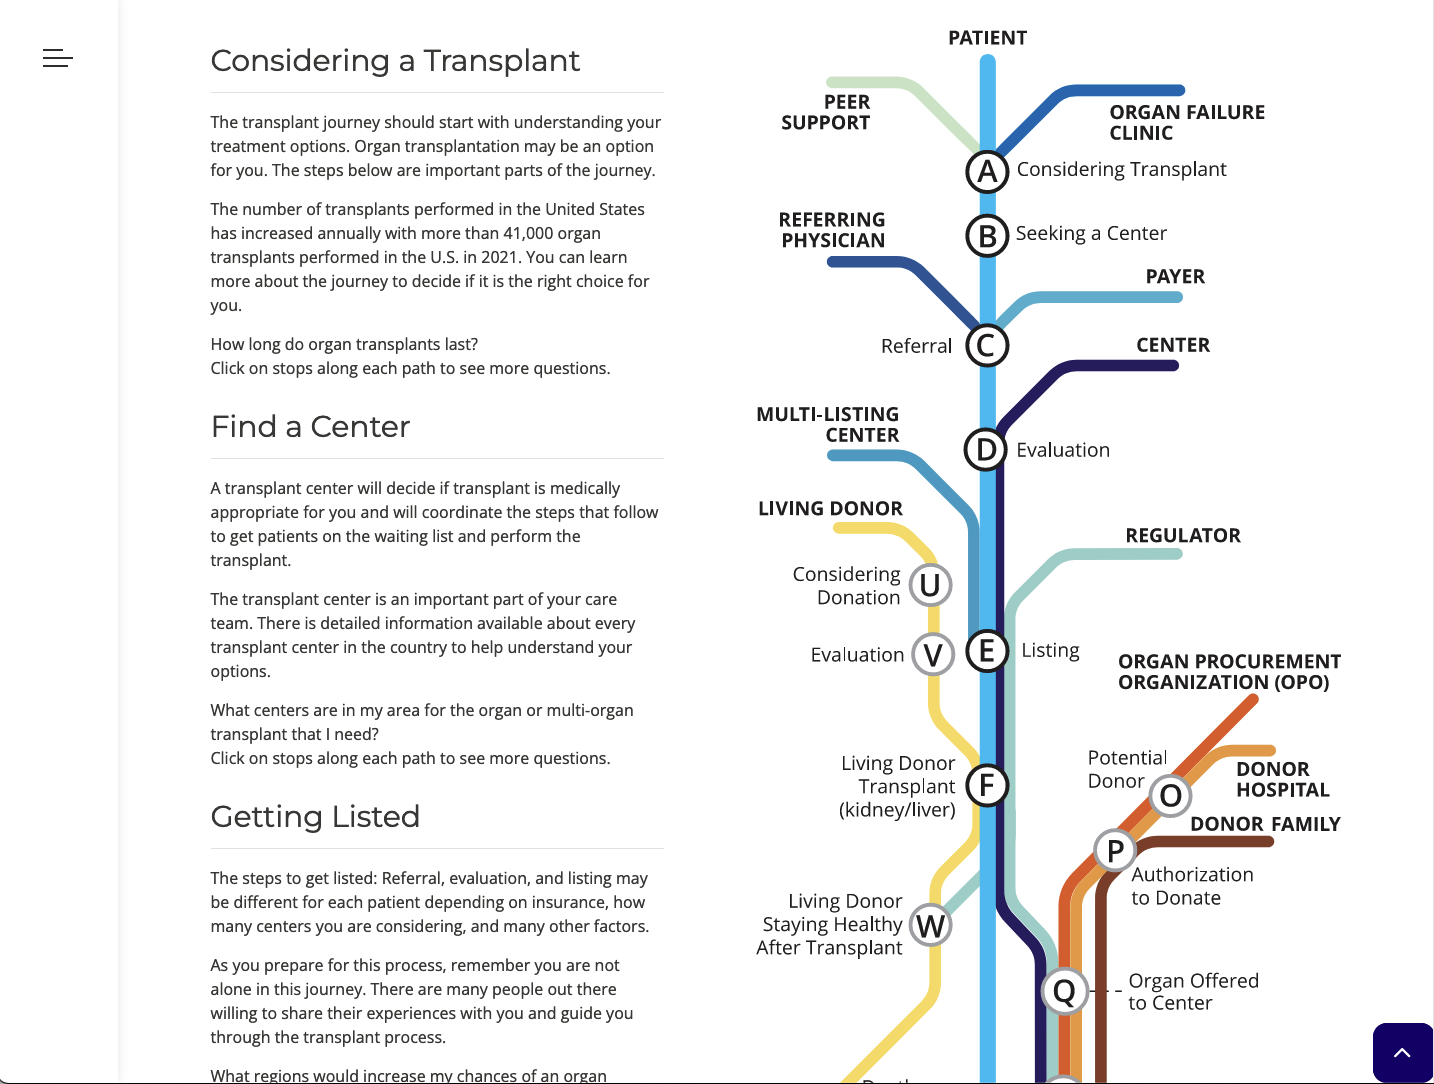 Considering a Transplant
The transplant journey should start with understanding your
treatment options. Organ transplantation may be an option
for you. The steps below are important parts of the journey.
The number of transplants performed in the United States
has increased annually with more than 41,000 organ
transplants performed in the U.S. in 2021. You can learn
more about the journey to decide if it is the right choice for
you.
How long do organ transplants last?
Click on stops along each path to see more questions.
Find a Center
A transplant center will decide if transplant is medically
appropriate for you and will coordinate the steps that follow
to get patients on the waiting list and perform the
transplant.
The transplant center is an important part of your care
team. There is detailed information available about every
transplant center in the country to help understand your
options.
What centers are in my area for the organ or multi-organ
transplant that I need?
Click on stops along each path to see more questions.
Getting Listed
The steps to get listed: Referral, evaluation, and listing may
be different for each patient depending on insurance, how
many centers you are considering, and many other factors.
As you prepare for this process, remember you are not
alone in this journey. There are many people out there
willing to share their experiences with you and guide you
through the transplant process.
What regions would increase my chances of an organ
PATIENT
PEER
SUPPORT
ORGAN FAILURE
CLINIC
A Considering Transplant
REFERRING
PHYSICIAN
B Seeking a Center
PAYER
Referral C
CENTER
MULTI-LISTING
CENTER
D Evaluation
LIVING DONOR
REGULATOR
Considering
Donation
U
Evaluation V
E Listing
ORGAN PROCUREMENT
ORGANIZATION (OPO)
Living Donor
Transplant
(kidney/liver)
F
Potential
Donor
O
DONOR
HOSPITAL
DONOR FAMILY
P
Authorization
to Donate
Living Donor
Staying Healthy
After Transplant
W
Q
Organ Offered
to Center